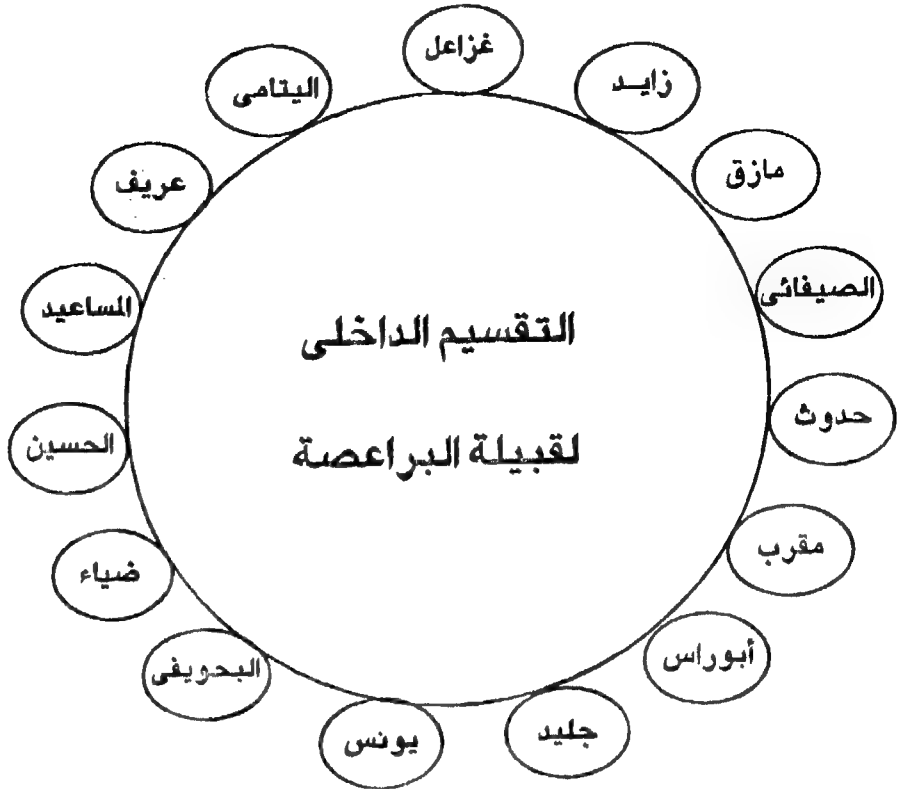 غزاعل
زايد
مازق
الصيفائى
حدوث
مقرب
أبوراس
جليد
يونس
البحويفى
ضياء
الحسين
المساعيد
عريف
اليتامى
التقسيم الداخلى
لقبيلة البراعصة